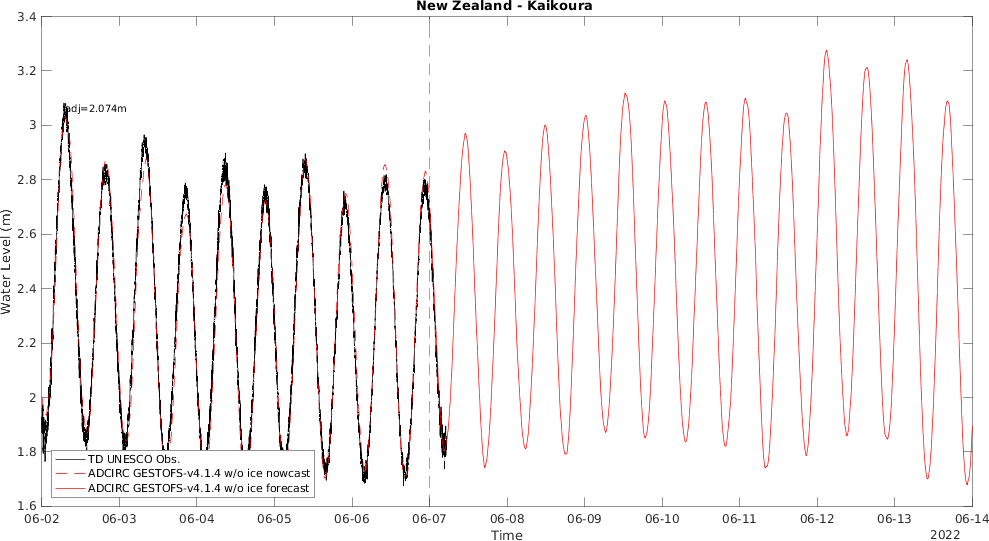 New Zealand - Kaikoura
3.4
3.2
3
2.8
2.6
2.4
2.2
2
1.8
1.6
Water Level (m)
adj=2.074m
TD UNESCO Obs.
ADCIRC GESTOFS-v4.1.4 w/o ice nowcast
ADCIRC GESTOFS-v4.1.4 w/o ice forecast
06-02 06-03 06-04 06-05 06-06 06-07 06-08 06-09 06-10 06-11 06-12 06-13 06-14
Time
2022